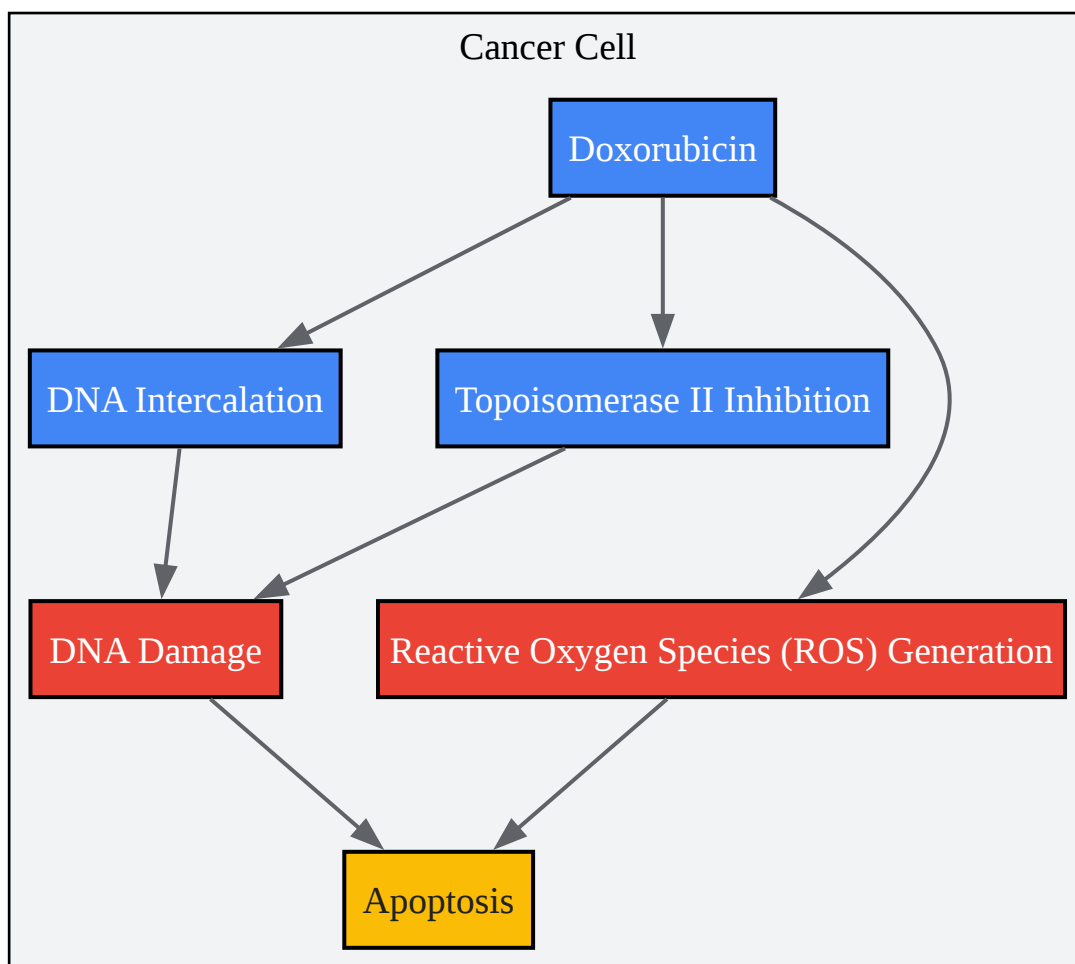 Cancer Cell
Doxorubicin
DNA Intercalation
Topoisomerase II Inhibition
DNA Damage
Reactive Oxygen Species (ROS) Generation
Apoptosis